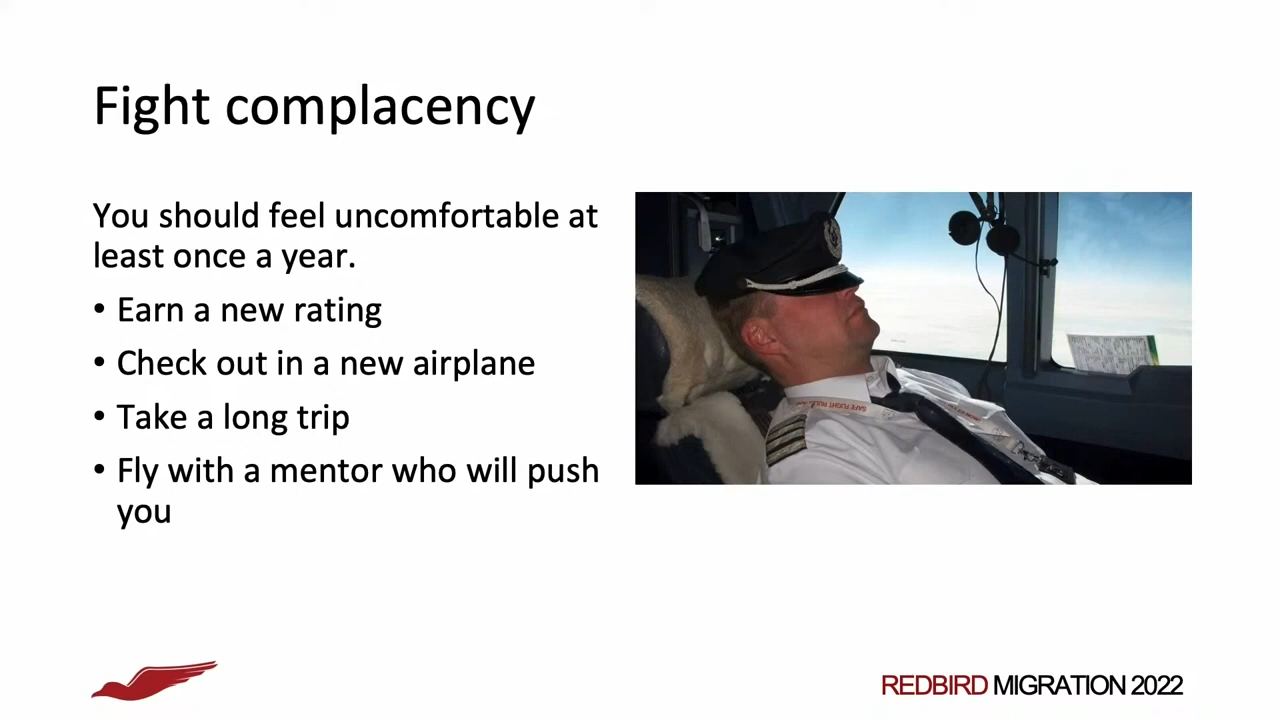 Fight complacency
You should feel uncomfortable at
least once a year.
• Earn a new rating
• Check out in a new airplane
• Take a long trip
• Fly with a mentor who will push
you
REDBIRD MIGRATION 2022